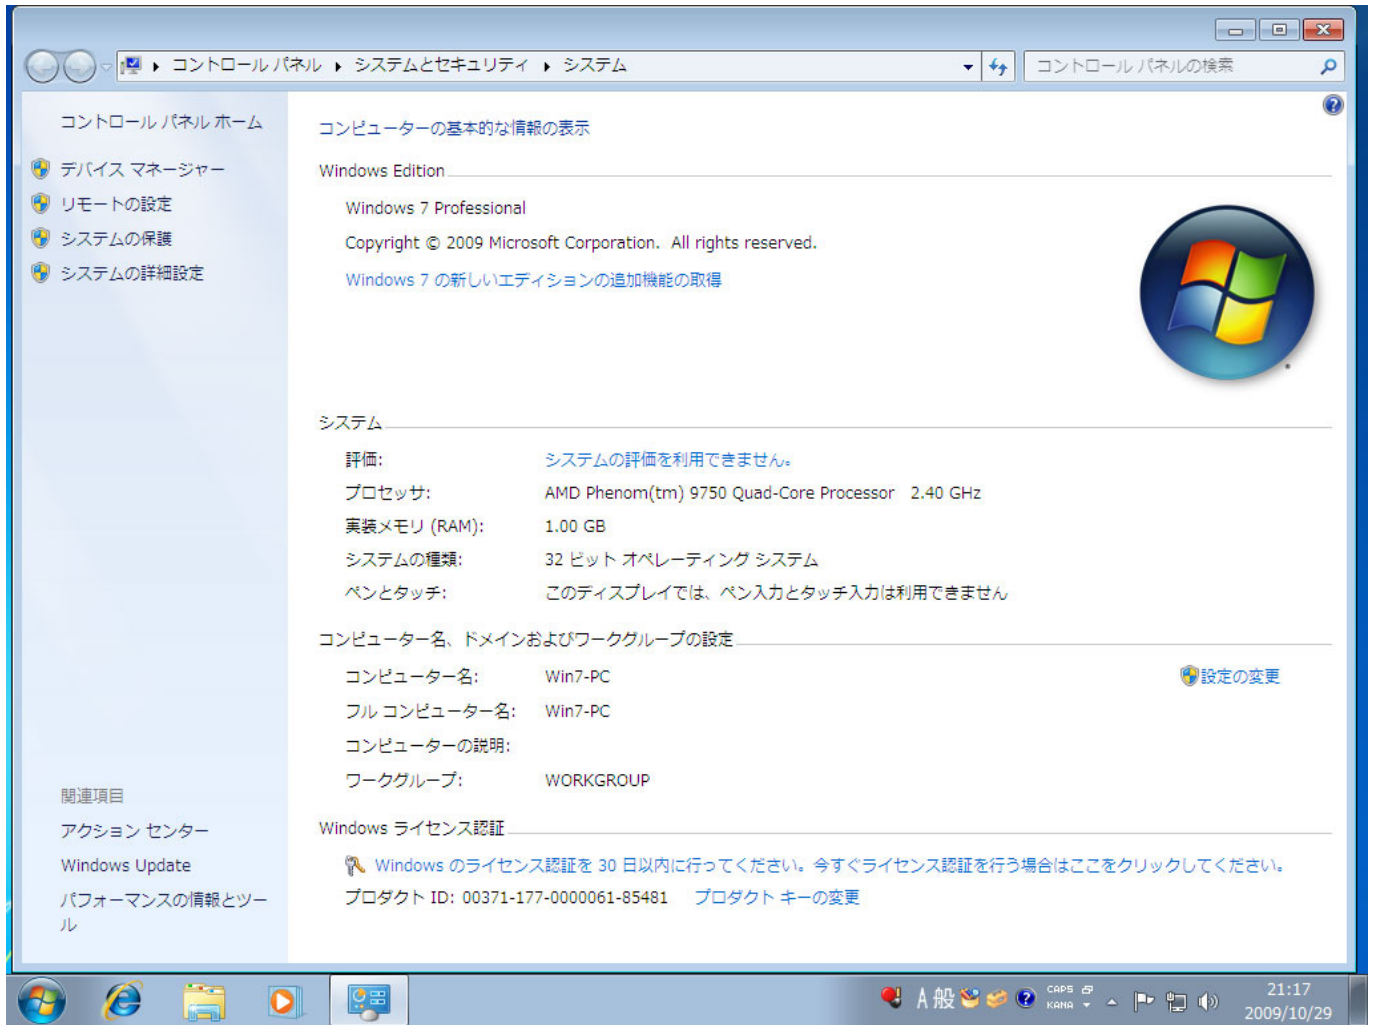 コントロール パネル ▸ システムとセキュリティ ▸ システム
コントロール パネルの検索
コントロール パネル ホーム
デバイス マネージャー
リモートの設定
システムの保護
システムの詳細設定
コンピューターの基本的な情報の表示
Windows Edition
Windows 7 Professional
Copyright © 2009 Microsoft Corporation. All rights reserved.
Windows 7 の新しいエディションの追加機能の取得
システム
評価: システムの評価を利用できません。
プロセッサ: AMD Phenom(tm) 9750 Quad-Core Processor 2.40 GHz
実装メモリ (RAM): 1.00 GB
システムの種類: 32 ビット オペレーティング システム
ペンとタッチ: このディスプレイでは、ペン入力とタッチ入力は利用できません
コンピューター名、ドメインおよびワークグループの設定
コンピューター名: Win7-PC
設定の変更
フル コンピューター名: Win7-PC
コンピューターの説明:
ワークグループ: WORKGROUP
Windows ライセンス認証
Windows のライセンス認証を 30 日以内に行ってください。今すぐライセンス認証を行う場合はここをクリックしてください。
プロダクト ID: 00371-177-0000061-85481 プロダクト キーの変更
関連項目
アクション センター
Windows Update
パフォーマンスの情報とツー
ル
A 般
CAPS
KANA
21:17
2009/10/29